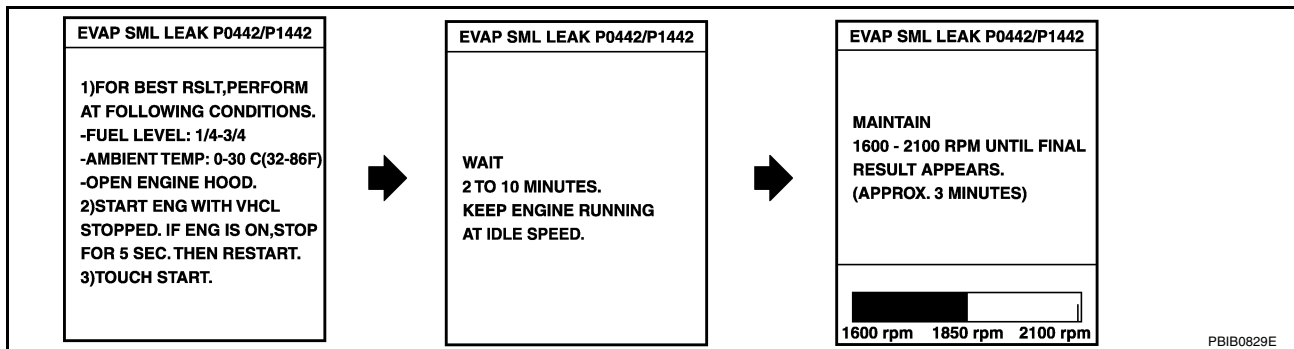 EVAP SML LEAK P0442/P1442
1)FOR BEST RSLT,PERFORM
AT FOLLOWING CONDITIONS.
-FUEL LEVEL: 1/4-3/4
-AMBIENT TEMP: 0-30 C(32-86F)
-OPEN ENGINE HOOD.
2)START ENG WITH VHCL
STOPPED. IF ENG IS ON,STOP
FOR 5 SEC. THEN RESTART.
3)TOUCH START.
EVAP SML LEAK P0442/P1442
WAIT
2 TO 10 MINUTES.
KEEP ENGINE RUNNING
AT IDLE SPEED.
EVAP SML LEAK P0442/P1442
MAINTAIN
1600 - 2100 RPM UNTIL FINAL
RESULT APPEARS.
(APPROX. 3 MINUTES)
1600 rpm 1850 rpm 2100 rpm
PBIB0829E